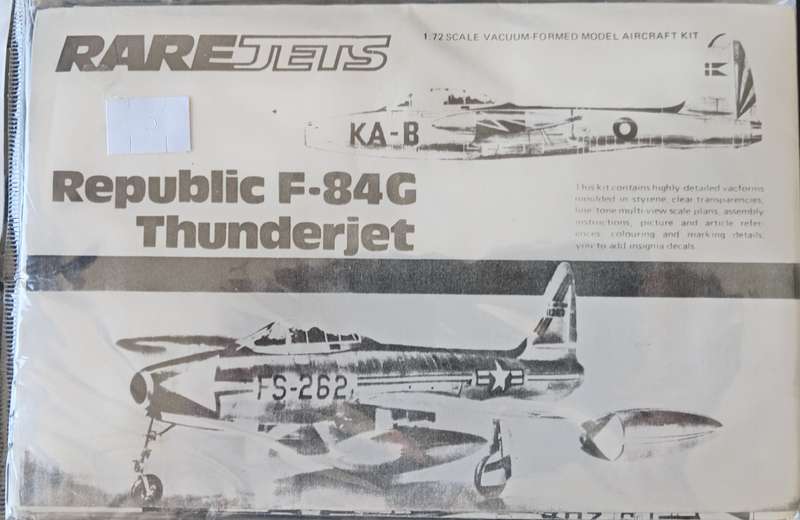 RAREJETS
1:72 SCALE VACUUM-FORMED MODEL AIRCRAFT KIT
KA-B
Republic F-84G
Thunderjet
This kit contains highly-detailed vacforms
moulded in styrene, clear transparencies,
line/tone multi-view scale plans, assembly
instructions, picture and article refer-
ences, colouring and marking details,
you to add insignia decals.
FS-262